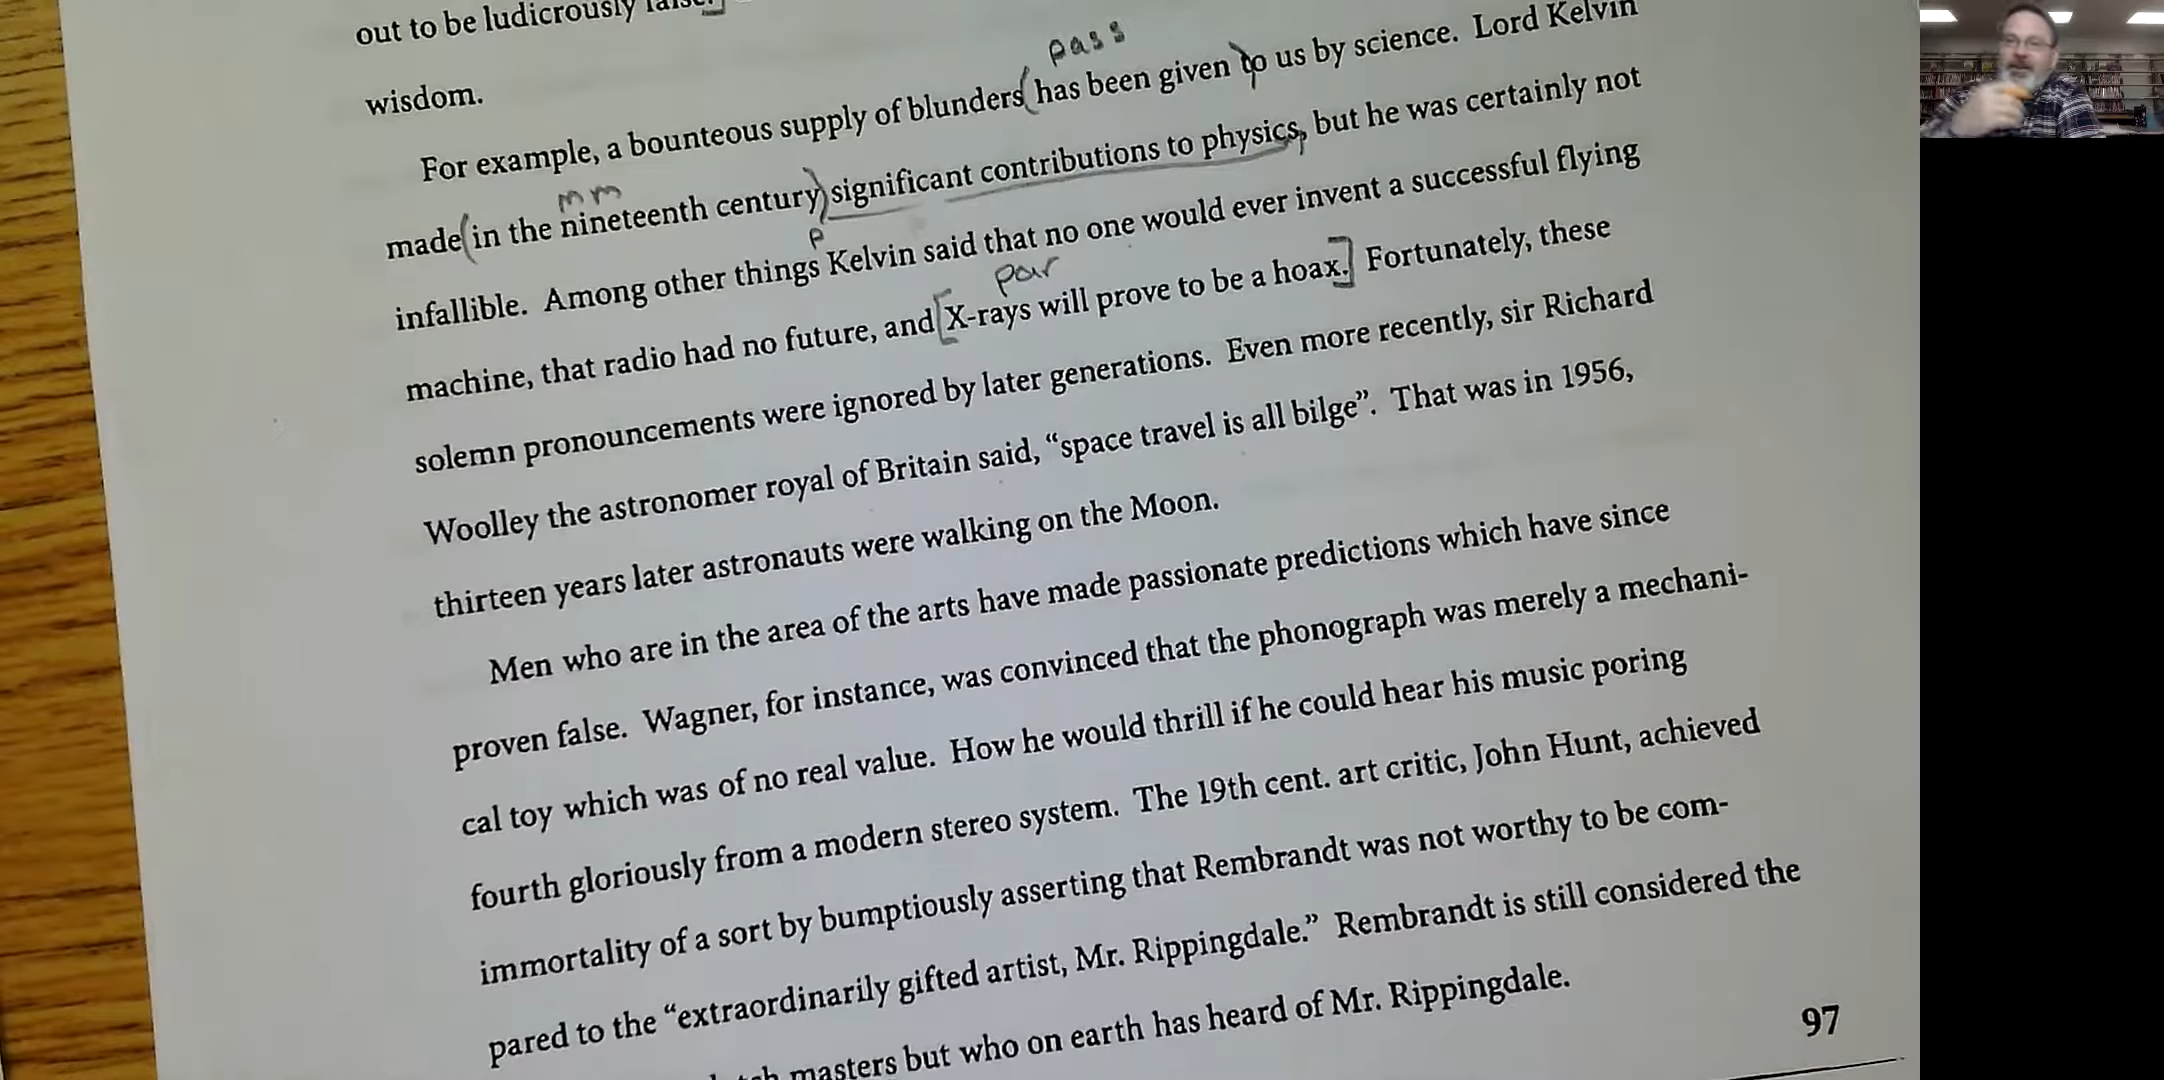 out to be ludicrously false.]
wisdom.
pass
For example, a bounteous supply of blunders (has been given to us by science. Lord Kelvin
mm
made (in the nineteenth century) significant contributions to physics, but he was certainly not
P
infallible. Among other things Kelvin said that no one would ever invent a successful flying
par
machine, that radio had no future, and [X-rays will prove to be a hoax.] Fortunately, these
solemn pronouncements were ignored by later generations. Even more recently, sir Richard
Woolley the astronomer royal of Britain said, “space travel is all bilge”. That was in 1956,
thirteen years later astronauts were walking on the Moon.
Men who are in the area of the arts have made passionate predictions which have since
proven false. Wagner, for instance, was convinced that the phonograph was merely a mechani-
cal toy which was of no real value. How he would thrill if he could hear his music poring
fourth gloriously from a modern stereo system. The 19th cent. art critic, John Hunt, achieved
immortality of a sort by bumptiously asserting that Rembrandt was not worthy to be com-
pared to the “extraordinarily gifted artist, Mr. Rippingdale.” Rembrandt is still considered the
masters but who on earth has heard of Mr. Rippingdale.
97